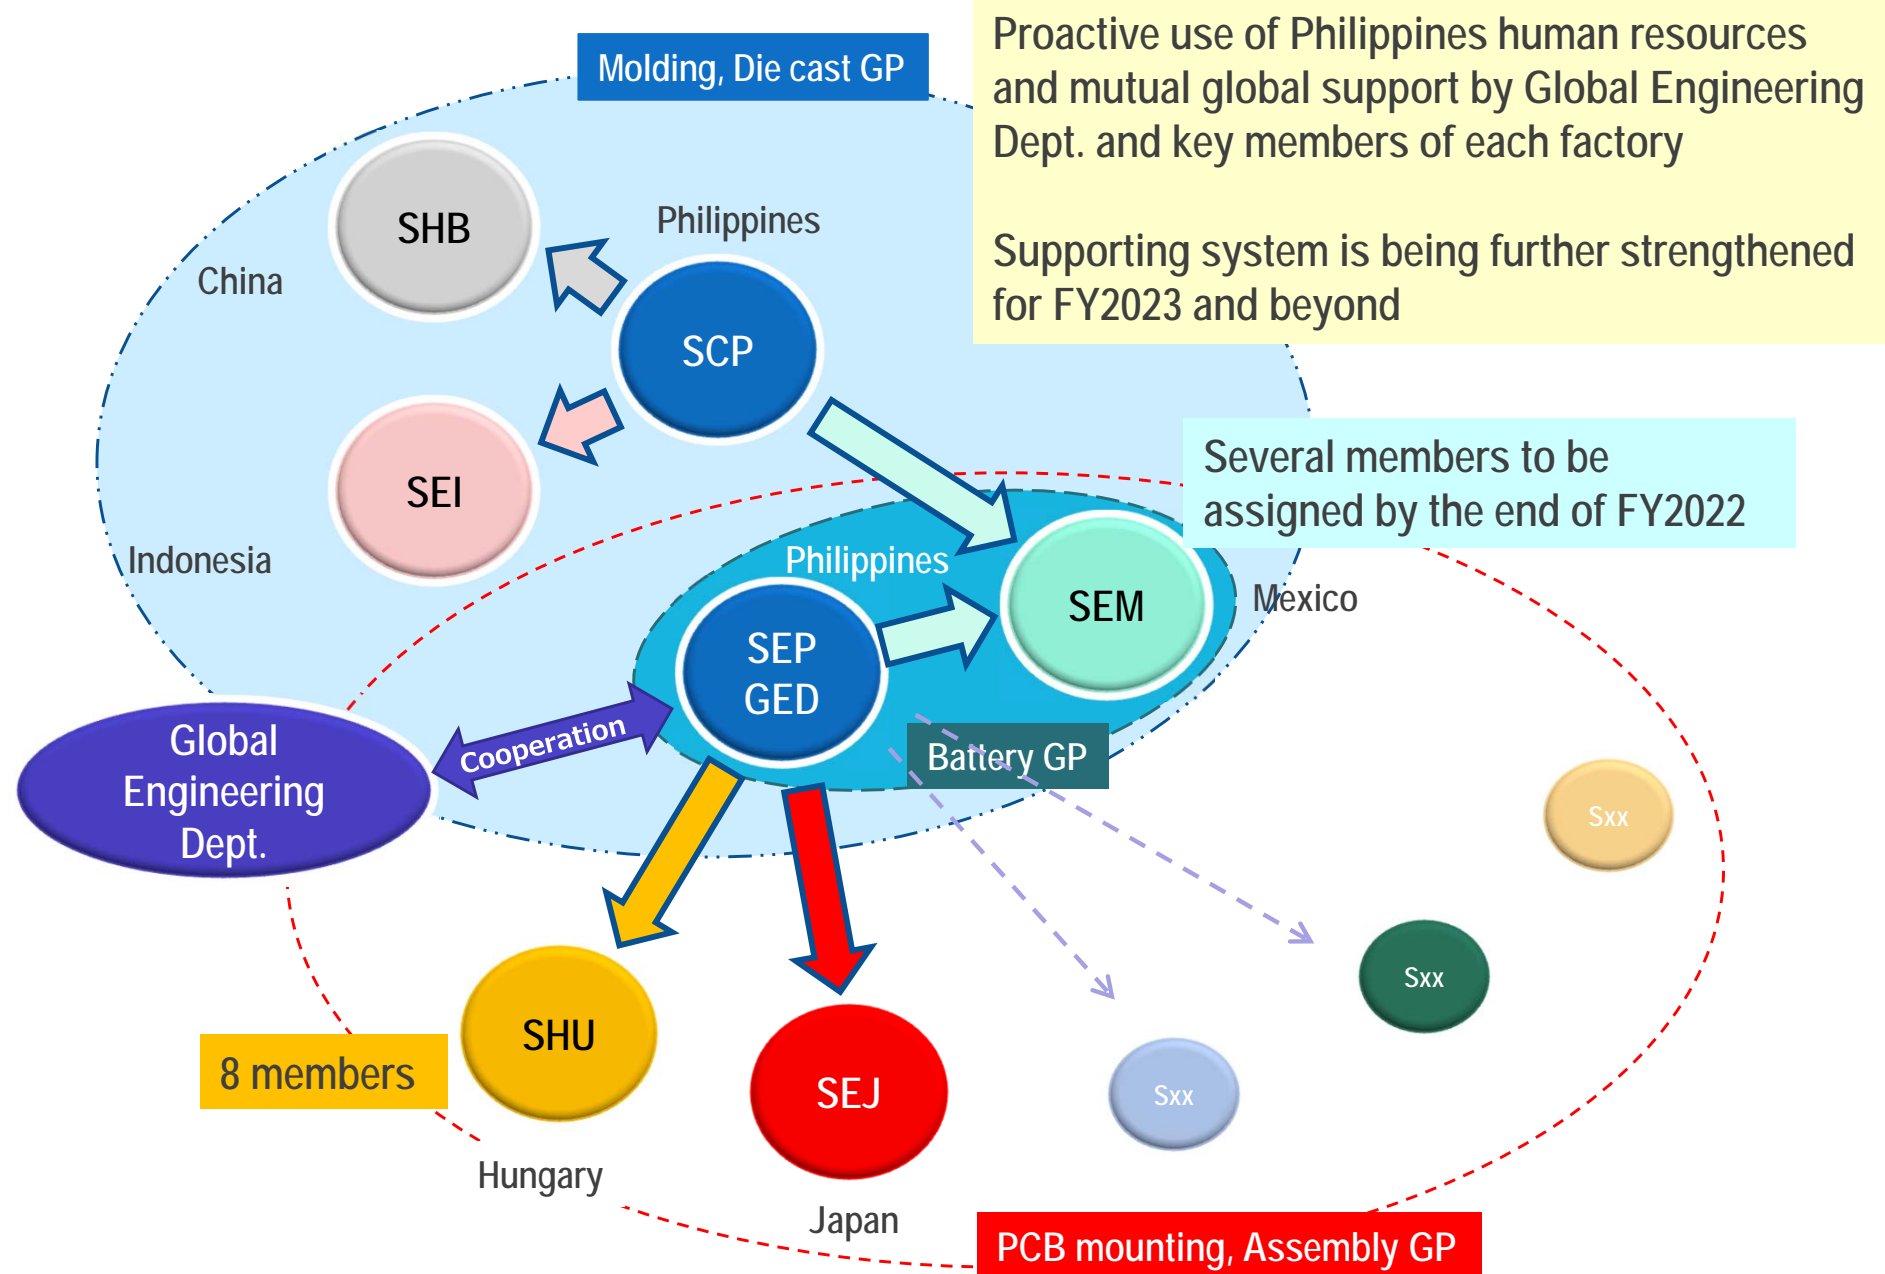 Proactive use of Philippines human resources
and mutual global support by Global Engineering
Dept. and key members of each factory
Supporting system is being further strengthened
for FY2023 and beyond
Molding, Die cast GP
SHB
Philippines
China
SCP
SEI
Indonesia
Several members to be
assigned by the end of FY2022
Philippines
SEM
Mexico
SEP
GED
Cooperation
Global
Engineering
Dept.
Battery GP
Sxx
Sxx
Sxx
SHU
8 members
SEJ
Hungary
Japan
PCB mounting, Assembly GP